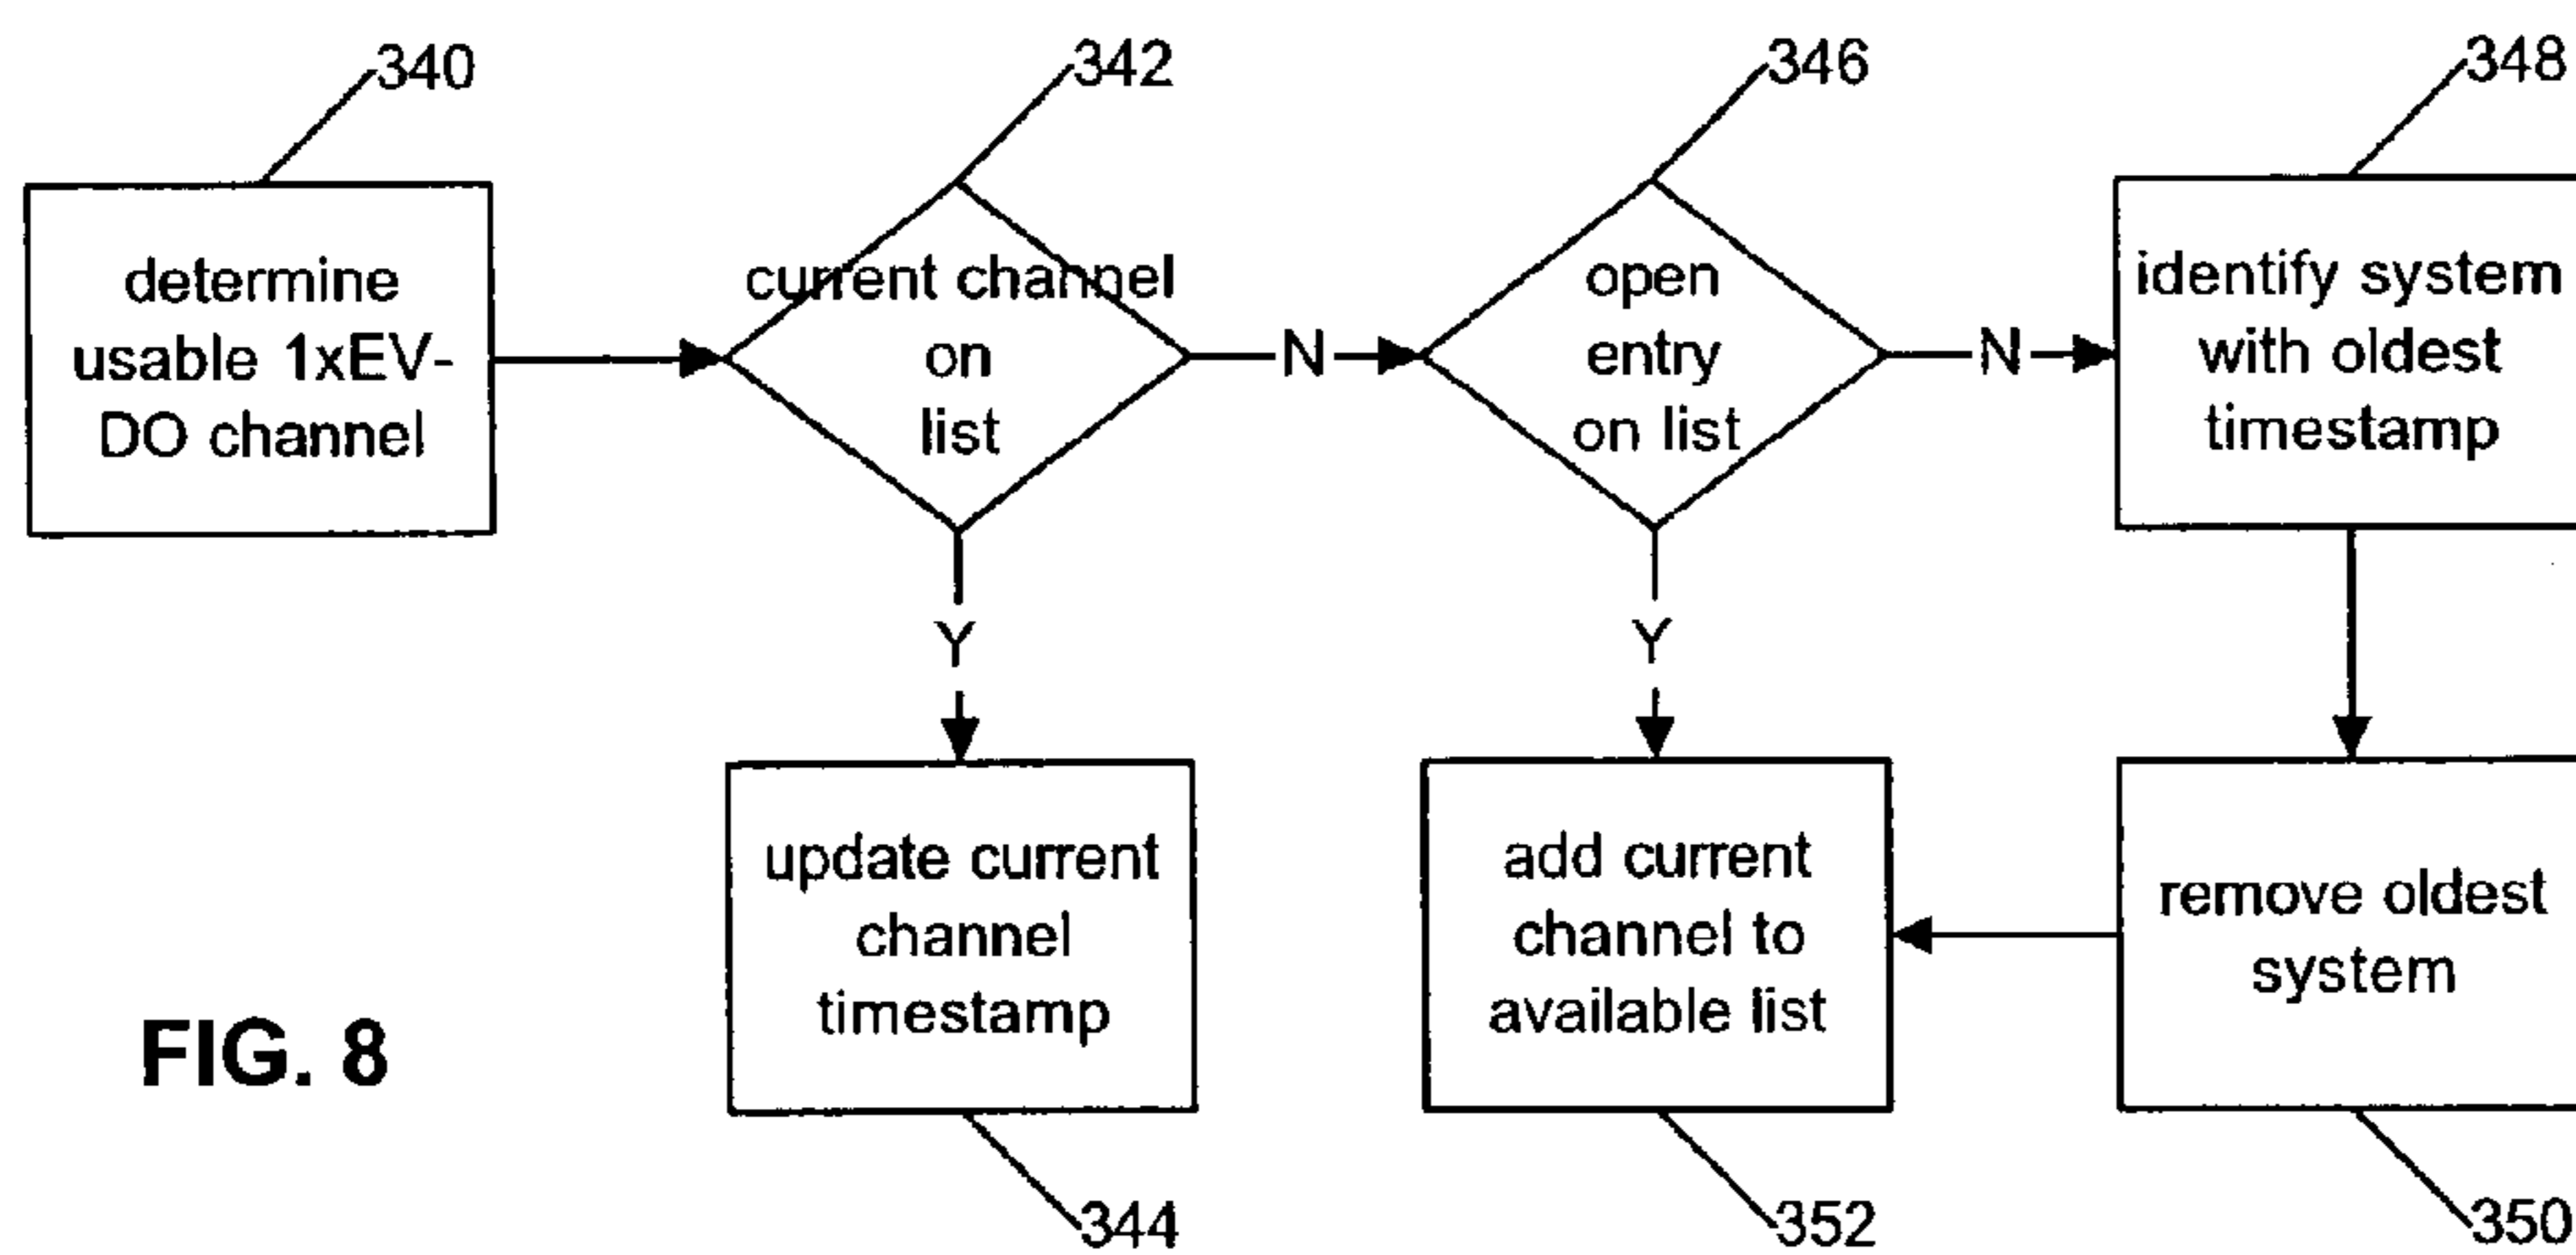 340
342
346
348
determine
usable 1xEV-
DO channel
current channel
on
list
N
open
entry
on list
N
identify system
with oldest
timestamp
Y
Y
update current
channel
timestamp
add current
channel to
available list
remove oldest
system
FIG. 8
344
352
350